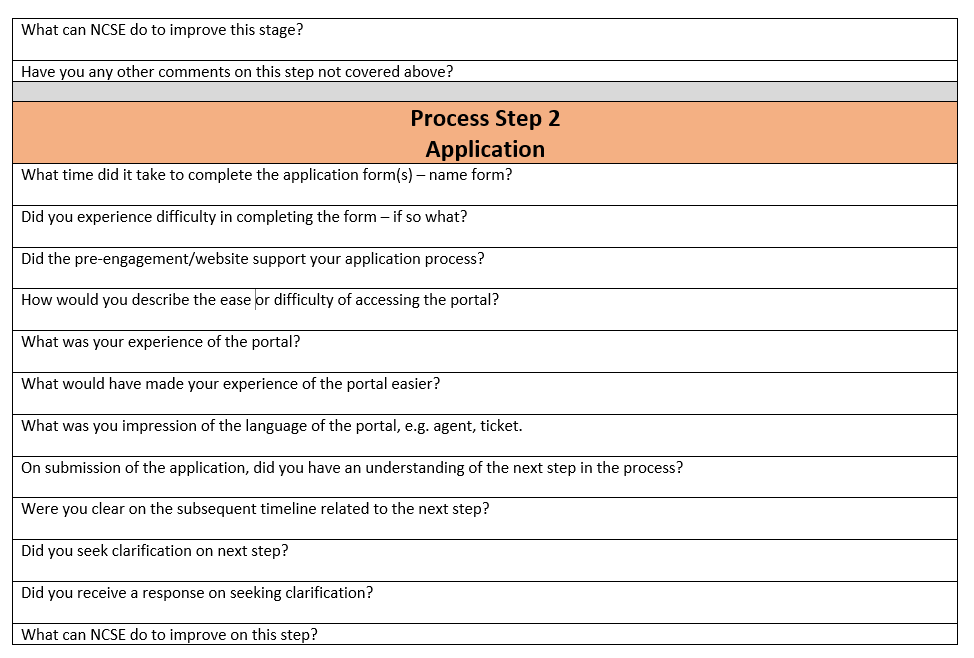 What can NCSE do to improve this stage?
Have you any other comments on this step not covered above?
Process Step 2
Application
What time did it take to complete the application form(s) – name form?
Did you experience difficulty in completing the form – if so what?
Did the pre-engagement/website support your application process?
How would you describe the ease or difficulty of accessing the portal?
What was your experience of the portal?
What would have made your experience of the portal easier?
What was you impression of the language of the portal, e.g. agent, ticket.
On submission of the application, did you have an understanding of the next step in the process?
Were you clear on the subsequent timeline related to the next step?
Did you seek clarification on next step?
Did you receive a response on seeking clarification?
What can NCSE do to improve on this step?